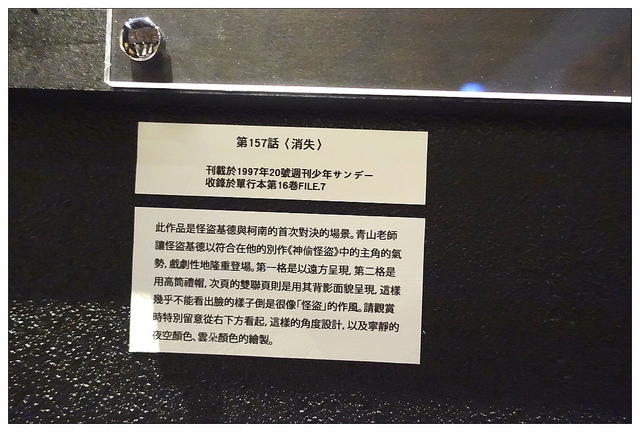 第157話〈消失〉
刊載於1997年20號週刊少年サンデー
收錄於單行本第16卷FILE.7
此作品是怪盜基德與柯南的首次對決的場景。青山老師
讓怪盜基德以符合在他的別作《神偷怪盜》中的主角的氣
勢,戲劇性地隆重登場。第一格是以遠方呈現,第二格是
用高筒禮帽,次頁的雙聯頁則是用其背影面貌呈現,這樣
幾乎不能看出臉的樣子倒是很像「怪盜」的作風。請觀賞
時特別留意從右下方看起,這樣的角度設計,以及寧靜的
夜空顏色、雲朵顏色的繪製。